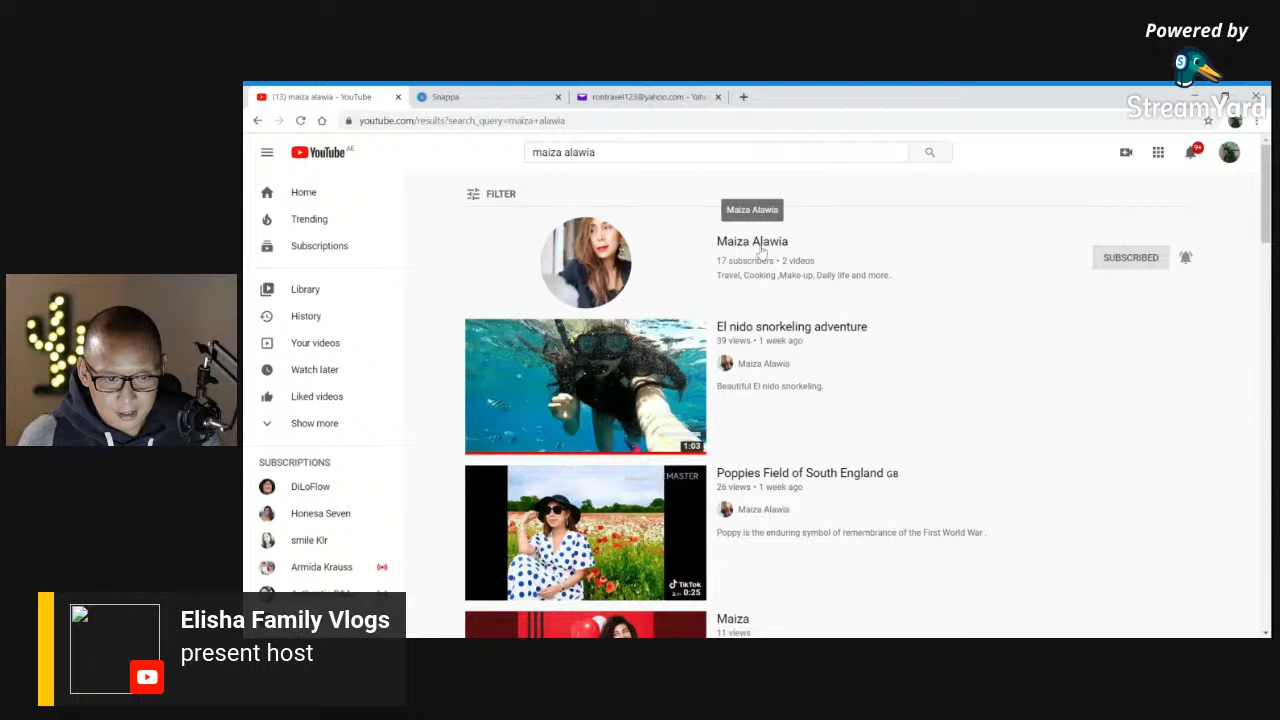 Powered by
StreamYard
(13) maiza alawia - YouTube
Snappa
rontravel123@yahoo.com - Yah
youtube.com/results?search_query=maiza+alawia
YouTube AE
maiza alawia
9+
FILTER
Maiza Alawia
Maiza Alawia
17 subscribers • 2 videos
Travel, Cooking ,Make-up, Daily life and more..
SUBSCRIBED
Home
Trending
Subscriptions
Library
History
Your videos
Watch later
Liked videos
Show more
SUBSCRIPTIONS
DiLoFlow
Honesa Seven
smile Klr
Armida Krauss
El nido snorkeling adventure
39 views • 1 week ago
Maiza Alawia
Beautiful El nido snorkeling.
1:03
Poppies Field of South England GB
26 views • 1 week ago
Maiza Alawia
Poppy is the enduring symbol of remembrance of the First World War..
TikTok
0:25
Maiza
11 views
Elisha Family Vlogs
present host